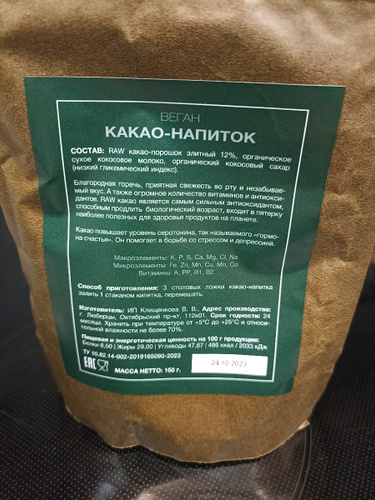 ВЕГАН
КАКАО-НАПИТОК
СОСТАВ: RAW какао-порошок элитный 12%, органическое
сухое кокосовое молоко, органический кокосовый сахар
(низкий гликемический индекс).
Благородная горечь, приятная свежесть во рту и незабывае-
мый вкус. А также огромное количество витаминов и антиокси-
дантов. RAW какао является самым сильным антиоксидантом,
способным продлить биологический возраст, входит в пятерку
наиболее полезных для здоровья продуктов на планете.
Какао повышает уровень серотонина, так называемого «гормо-
на счастья». Он помогает в борьбе со стрессом и депрессией.
Макроэлементы: K, P, S, Ca, Mg, Cl, Na
Микроэлементы: Fe, Zn, Mn, Cu, Mo, Co
Витамины: A, PP, B1, B2
Способ приготовления: 3 столовых ложки какао-напитка
залить 1 стаканом кипятка, перемешать.
Изготовитель: ИП Клищенкова В. В., Адрес производства:
г. Люберцы, Октябрьский пр-кт, 112к01. Срок годности: 24
месяца. Хранить при температуре от +5°С до +25°С и относи-
тельной влажности не более 70%.
Пищевая и энергетическая ценность на 100 г продукции:
Белки 8,50 | Жиры 29,00 | Углеводы 47,67 | 486 ккал / 2033 кДж
ТУ 10.82.14-002-2019165090-2023
EAC
МАССА НЕТТО: 150 г.
24.10.2023